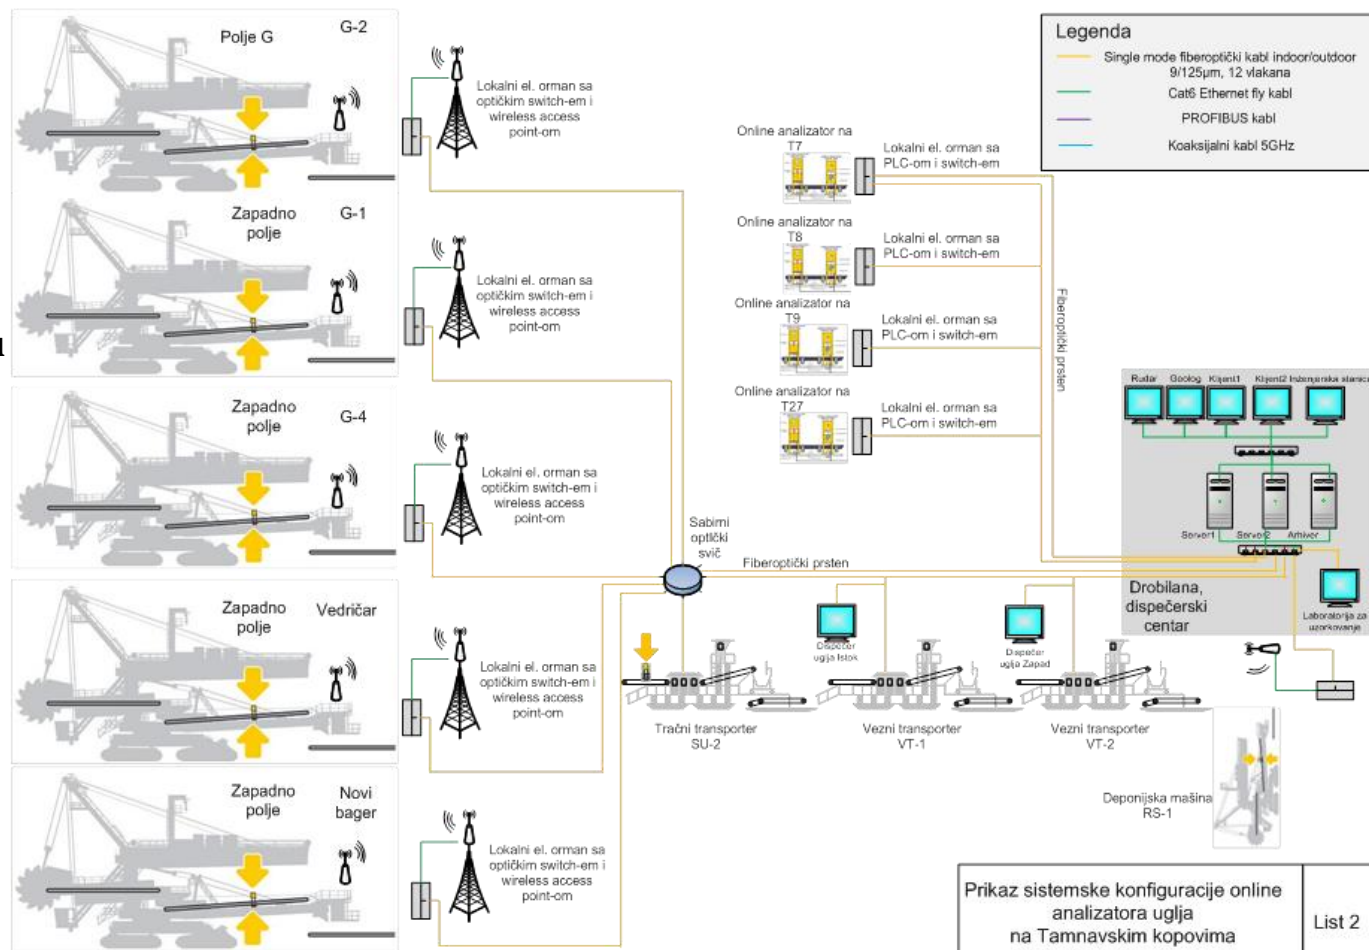 Polje G
G-2
Lokalni el. orman sa
optičkim switch-em i
wireless access
point-om
Zapadno
polje
G-1
Lokalni el. orman sa
optičkim switch-em i
wireless access
point-om
Zapadno
polje
G-4
Lokalni el. orman sa
optičkim switch-em i
wireless access
point-om
Zapadno
polje
Vedričar
Lokalni el. orman sa
optičkim switch-em i
wireless access
point-om
Zapadno
polje
Novi
bager
Lokalni el. orman sa
optičkim switch-em i
wireless access
point-om
Online analizator na
T7
Lokalni el. orman sa
PLC-om i switch-em
Online analizator na
T8
Lokalni el. orman sa
PLC-om i switch-em
Online analizator na
T9
Lokalni el. orman sa
PLC-om i switch-em
Online analizator na
T27
Lokalni el. orman sa
PLC-om i switch-em
Fiberoptički prsten
Legenda
Single mode fiberoptički kabl indoor/outdoor
9/125µm, 12 vlakana
Cat6 Ethernet fly kabl
PROFIBUS kabl
Koaksijalni kabl 5GHz
Rudar
Geolog
Klijent1
Klijent2
Inženjerska stanica
Server1
Server2
Arhiver
Drobilana,
dispečerski
centar
Laboratorija za
uzorkovanje
Sabirni
optički
svič
Fiberoptički prsten
Dispečer
uglja Istok
Dispečer
uglja Zapad
Tračni transporter
SU-2
Vezni transporter
VT-1
Vezni transporter
VT-2
Deponijska mašina
RS-1
Prikaz sistemske konfiguracije online
analizatora uglja
na Tamnavskim kopovima
List 2